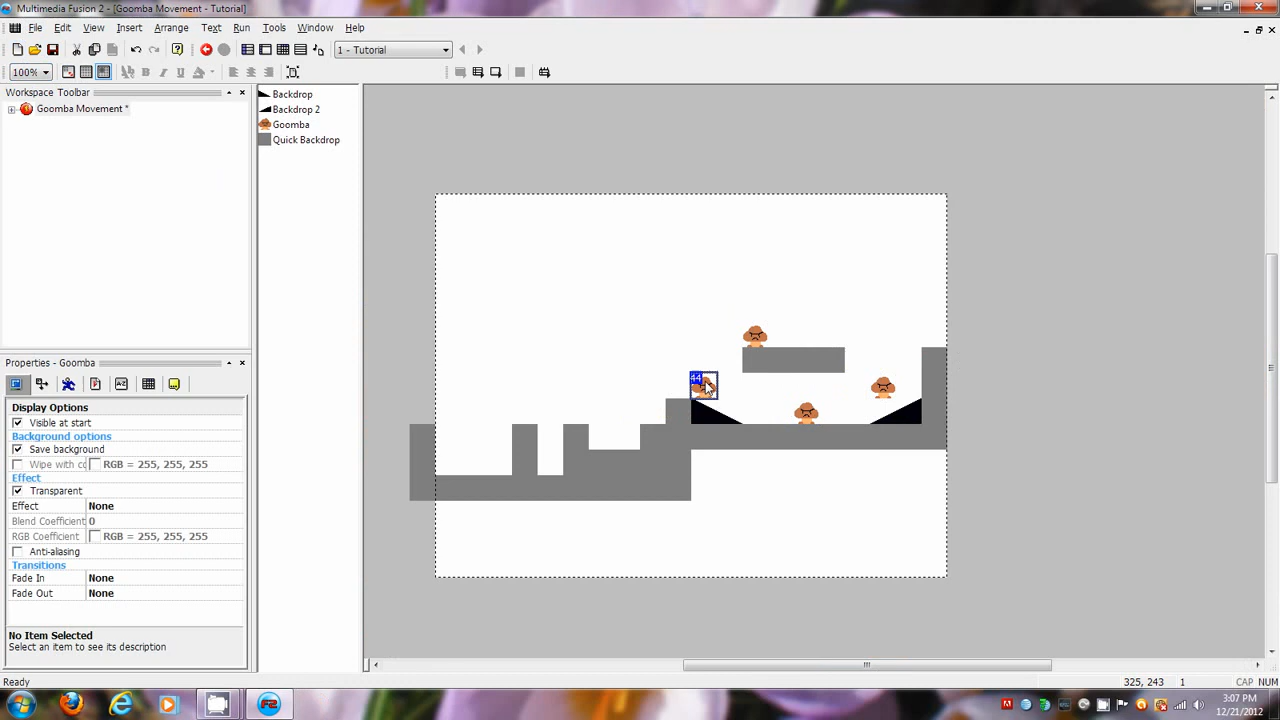 Multimedia Fusion 2 - [Goomba Movement - Tutorial]
File Edit View Insert Arrange Text Run Tools Window Help
1 - Tutorial
100% B I U A
Workspace Toolbar
Goomba Movement *
Backdrop
Backdrop 2
Goomba
Quick Backdrop
Properties - Goomba
Display Options
Visible at start
Background options
Save background
Wipe with co RGB = 255, 255, 255
Effect
Transparent
Effect None
Blend Coefficient 0
RGB Coefficient RGB = 255, 255, 255
Anti-aliasing
Transitions
Fade In None
Fade Out None
No Item Selected
Select an item to see its description
Ready
325, 243 1 CAP NUM
3:07 PM
12/21/2012